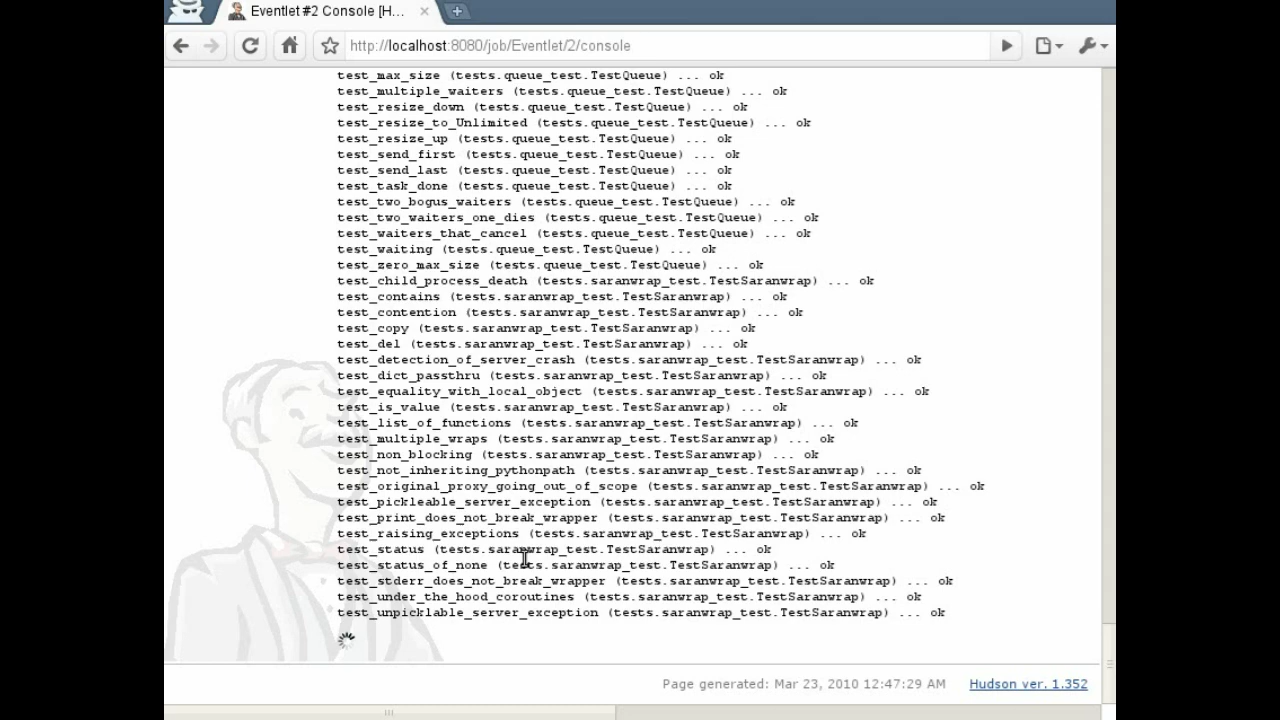 Eventlet #2 Console [H...
http://localhost:8080/job/Eventlet/2/console
test_max_size (tests.queue_test.TestQueue) ... ok
test_multiple_waiters (tests.queue_test.TestQueue) ... ok
test_resize_down (tests.queue_test.TestQueue) ... ok
test_resize_to_Unlimited (tests.queue_test.TestQueue) ... ok
test_resize_up (tests.queue_test.TestQueue) ... ok
test_send_first (tests.queue_test.TestQueue) ... ok
test_send_last (tests.queue_test.TestQueue) ... ok
test_task_done (tests.queue_test.TestQueue) ... ok
test_two_bogus_waiters (tests.queue_test.TestQueue) ... ok
test_two_waiters_one_dies (tests.queue_test.TestQueue) ... ok
test_waiters_that_cancel (tests.queue_test.TestQueue) ... ok
test_waiting (tests.queue_test.TestQueue) ... ok
test_zero_max_size (tests.queue_test.TestQueue) ... ok
test_child_process_death (tests.saranwrap_test.TestSaranwrap) ... ok
test_contains (tests.saranwrap_test.TestSaranwrap) ... ok
test_contention (tests.saranwrap_test.TestSaranwrap) ... ok
test_copy (tests.saranwrap_test.TestSaranwrap) ... ok
test_del (tests.saranwrap_test.TestSaranwrap) ... ok
test_detection_of_server_crash (tests.saranwrap_test.TestSaranwrap) ... ok
test_dict_passthru (tests.saranwrap_test.TestSaranwrap) ... ok
test_equality_with_local_object (tests.saranwrap_test.TestSaranwrap) ... ok
test_is_value (tests.saranwrap_test.TestSaranwrap) ... ok
test_list_of_functions (tests.saranwrap_test.TestSaranwrap) ... ok
test_multiple_wraps (tests.saranwrap_test.TestSaranwrap) ... ok
test_non_blocking (tests.saranwrap_test.TestSaranwrap) ... ok
test_not_inheriting_pythonpath (tests.saranwrap_test.TestSaranwrap) ... ok
test_original_proxy_going_out_of_scope (tests.saranwrap_test.TestSaranwrap) ... ok
test_pickleable_server_exception (tests.saranwrap_test.TestSaranwrap) ... ok
test_print_does_not_break_wrapper (tests.saranwrap_test.TestSaranwrap) ... ok
test_raising_exceptions (tests.saranwrap_test.TestSaranwrap) ... ok
test_status (tests.saranwrap_test.TestSaranwrap) ... ok
test_status_of_none (tests.saranwrap_test.TestSaranwrap) ... ok
test_stderr_does_not_break_wrapper (tests.saranwrap_test.TestSaranwrap) ... ok
test_under_the_hood_coroutines (tests.saranwrap_test.TestSaranwrap) ... ok
test_unpicklable_server_exception (tests.saranwrap_test.TestSaranwrap) ... ok
Page generated: Mar 23, 2010 12:47:29 AM Hudson ver. 1.352